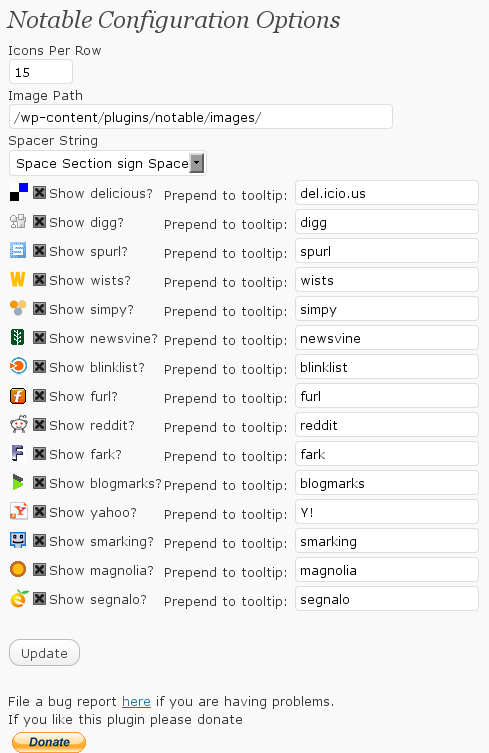 Notable Configuration Options
Icons Per Row
15
Image Path
/wp-content/plugins/notable/images/
Spacer String
Space Section sign Space
Show delicious? Prepend to tooltip: del.icio.us
Show digg? Prepend to tooltip: digg
Show spurl? Prepend to tooltip: spurl
Show wists? Prepend to tooltip: wists
Show simpy? Prepend to tooltip: simpy
Show newsvine? Prepend to tooltip: newsvine
Show blinklist? Prepend to tooltip: blinklist
Show furl? Prepend to tooltip: furl
Show reddit? Prepend to tooltip: reddit
Show fark? Prepend to tooltip: fark
Show blogmarks? Prepend to tooltip: blogmarks
Show yahoo? Prepend to tooltip: Y!
Show smarking? Prepend to tooltip: smarking
Show magnolia? Prepend to tooltip: magnolia
Show segnalo? Prepend to tooltip: segnalo
Update
File a bug report here if you are having problems.
If you like this plugin please donate
Donate